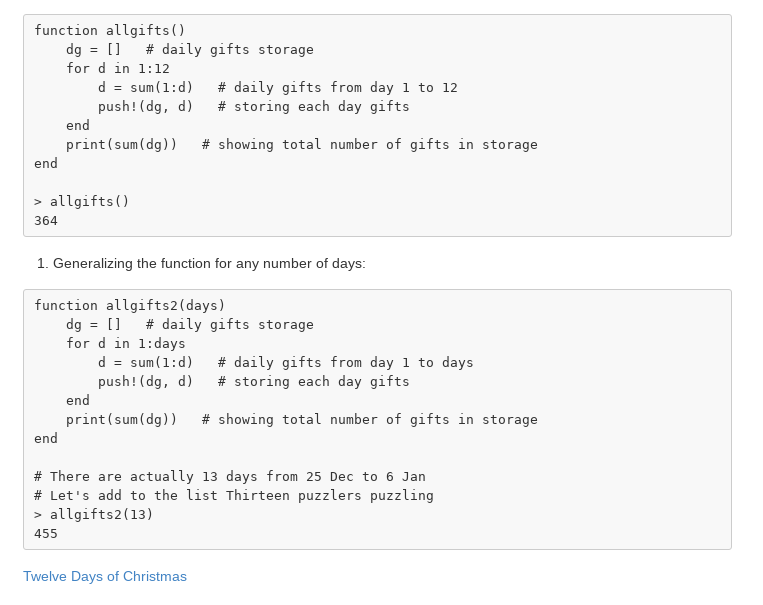 function allgifts()
    dg = []   # daily gifts storage
    for d in 1:12
        d = sum(1:d)   # daily gifts from day 1 to 12
        push!(dg, d)   # storing each day gifts
    end
    print(sum(dg))   # showing total number of gifts in storage
end

> allgifts()
364
1. Generalizing the function for any number of days:
function allgifts2(days)
    dg = []   # daily gifts storage
    for d in 1:days
        d = sum(1:d)   # daily gifts from day 1 to days
        push!(dg, d)   # storing each day gifts
    end
    print(sum(dg))   # showing total number of gifts in storage
end

# There are actually 13 days from 25 Dec to 6 Jan
# Let's add to the list Thirteen puzzlers puzzling
> allgifts2(13)
455
Twelve Days of Christmas